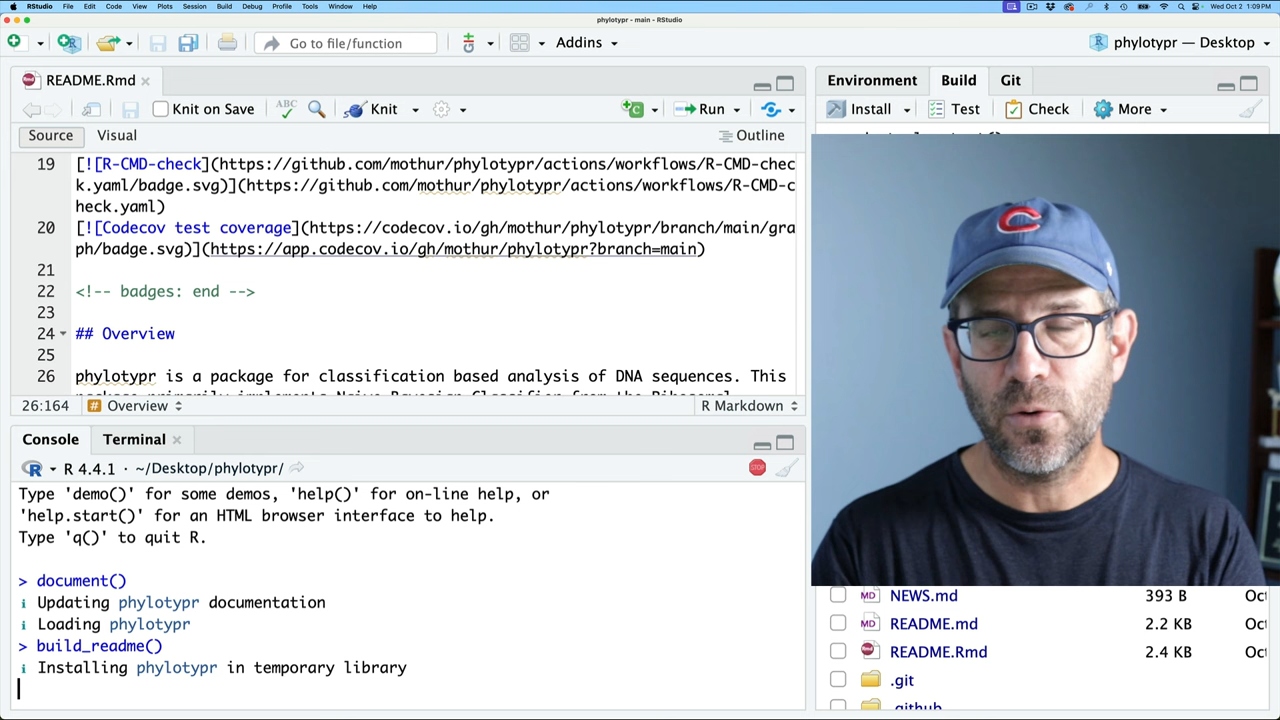 RStudio File Edit Code View Plots Session Build Debug Profile Tools Window Help Wed Oct 2 1:09PM
phylotypr - main - RStudio
Go to file/function Addins phylotypr — Desktop
README.Rmd Environment Build Git
Knit on Save ABC Knit Run Install Test Check More
Source Visual Outline
19 [![R-CMD-check](https://github.com/mothur/phylotypr/actions/workflows/R-CMD-chec
k.yaml/badge.svg)](https://github.com/mothur/phylotypr/actions/workflows/R-CMD-c
heck.yaml)
20 [![Codecov test coverage](https://codecov.io/gh/mothur/phylotypr/branch/main/gra
ph/badge.svg)](https://app.codecov.io/gh/mothur/phylotypr?branch=main)
21
22 <!-- badges: end -->
23
24 ## Overview
25
26 phylotypr is a package for classification based analysis of DNA sequences. This
26:164 # Overview R Markdown
Console Terminal
R 4.4.1 · ~/Desktop/phylotypr/ STOP
Type 'demo()' for some demos, 'help()' for on-line help, or
'help.start()' for an HTML browser interface to help.
Type 'q()' to quit R.
> document()
i Updating phylotypr documentation
i Loading phylotypr
> build_readme()
i Installing phylotypr in temporary library
MD NEWS.md 393 B Oct
MD README.md 2.2 KB Oct
README.Rmd 2.4 KB Oct
.git
.github